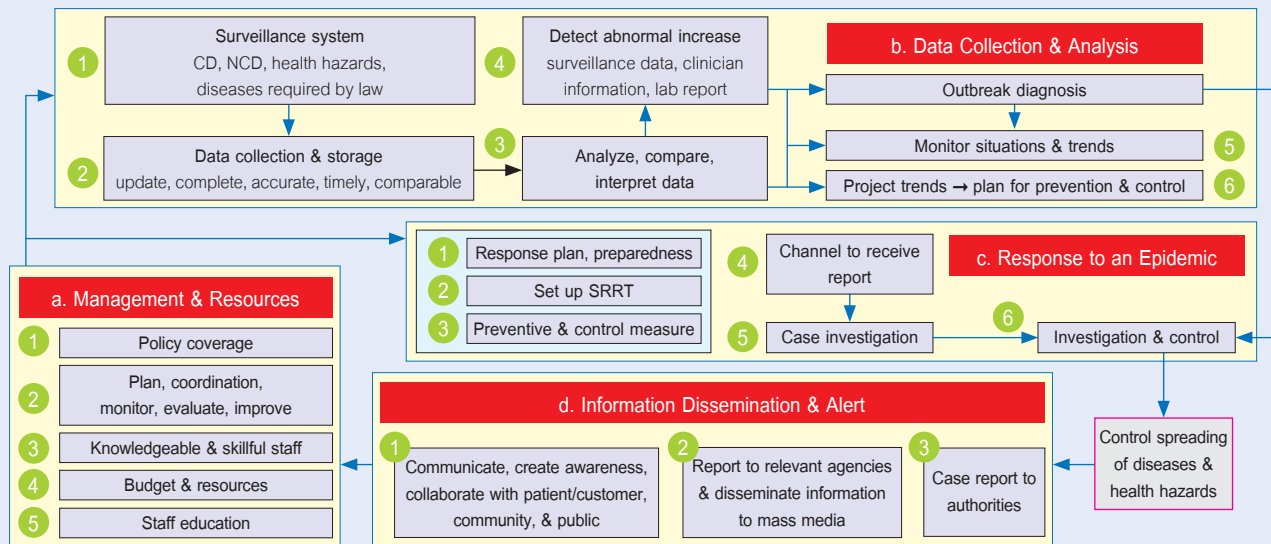 b. Data Collection & Analysis
1
Surveillance system
CD, NCD, health hazards,
diseases required by law
2
Data collection & storage
update, complete, accurate, timely, comparable
3
Analyze, compare,
interpret data
4
Detect abnormal increase
surveillance data, clinician
information, lab report
Outbreak diagnosis
Monitor situations & trends
5
Project trends → plan for prevention & control
6
c. Response to an Epidemic
1
Response plan, preparedness
2
Set up SRRT
3
Preventive & control measure
4
Channel to receive
report
5
Case investigation
6
Investigation & control
a. Management & Resources
1
Policy coverage
2
Plan, coordination,
monitor, evaluate, improve
3
Knowledgeable & skillful staff
4
Budget & resources
5
Staff education
d. Information Dissemination & Alert
1
Communicate, create awareness,
collaborate with patient/customer,
community, & public
2
Report to relevant agencies
& disseminate information
to mass media
3
Case report to
authorities
Control spreading
of diseases &
health hazards